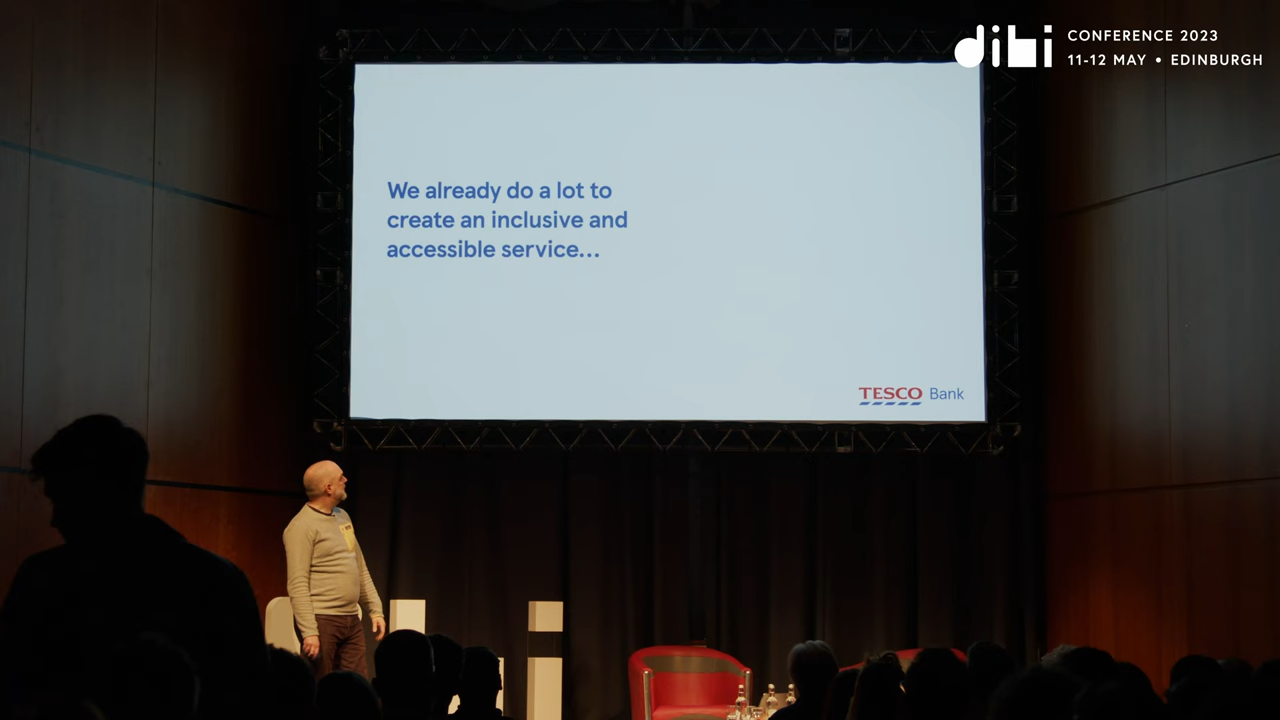 dibi
CONFERENCE 2023
11-12 MAY • EDINBURGH
We already do a lot to
create an inclusive and
accessible service...
TESCO Bank